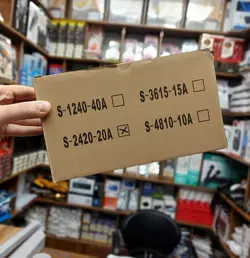 S-1240-40A ☐ S-3615-15A ☐
S-2420-20A ☒ S-4810-10A ☐